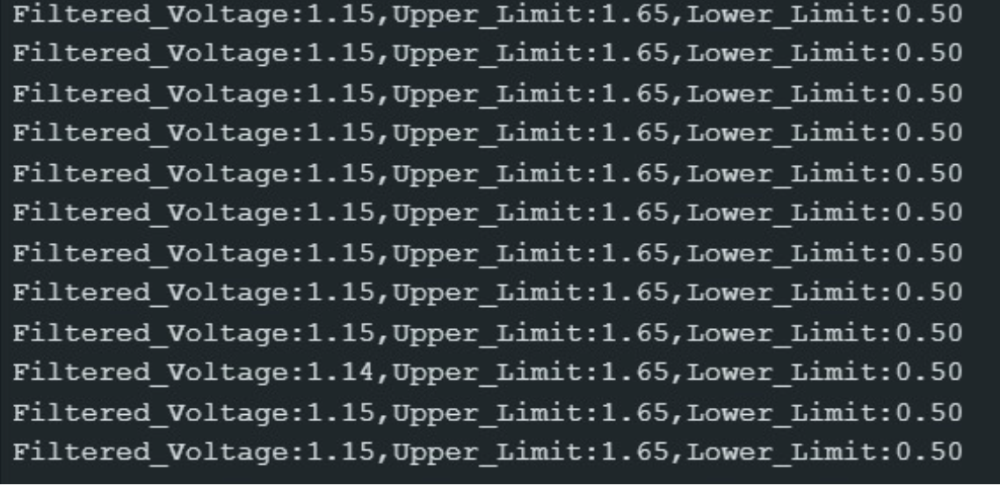 Filtered_Voltage:1.15,Upper_Limit:1.65,Lower_Limit:0.50
Filtered_Voltage:1.15,Upper_Limit:1.65,Lower_Limit:0.50
Filtered_Voltage:1.15,Upper_Limit:1.65,Lower_Limit:0.50
Filtered_Voltage:1.15,Upper_Limit:1.65,Lower_Limit:0.50
Filtered_Voltage:1.15,Upper_Limit:1.65,Lower_Limit:0.50
Filtered_Voltage:1.15,Upper_Limit:1.65,Lower_Limit:0.50
Filtered_Voltage:1.15,Upper_Limit:1.65,Lower_Limit:0.50
Filtered_Voltage:1.15,Upper_Limit:1.65,Lower_Limit:0.50
Filtered_Voltage:1.15,Upper_Limit:1.65,Lower_Limit:0.50
Filtered_Voltage:1.14,Upper_Limit:1.65,Lower_Limit:0.50
Filtered_Voltage:1.15,Upper_Limit:1.65,Lower_Limit:0.50
Filtered_Voltage:1.15,Upper_Limit:1.65,Lower_Limit:0.50